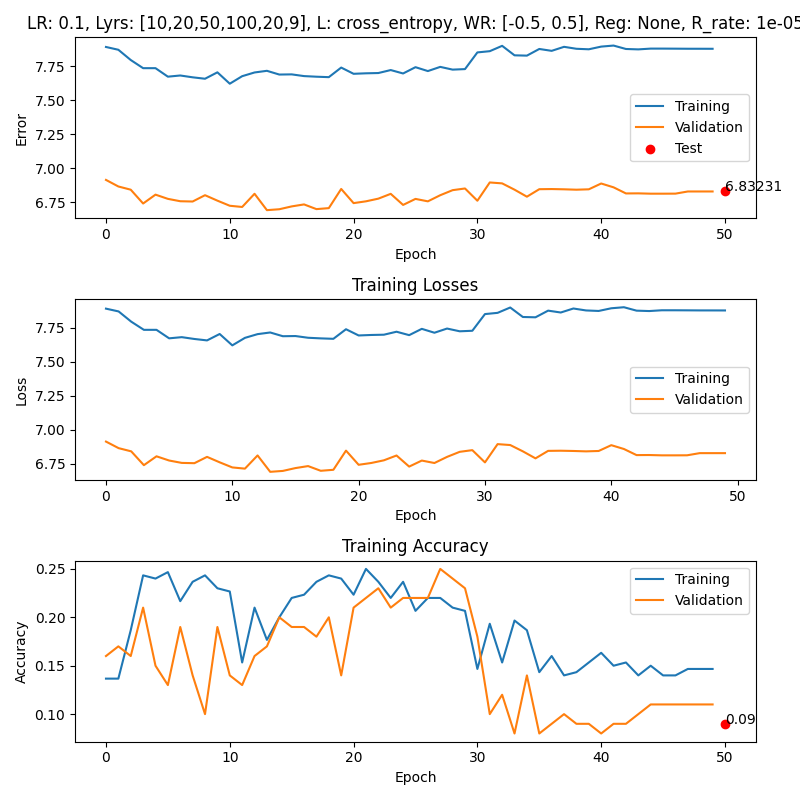 LR: 0.1, Lyrs: [10,20,50,100,20,9], L: cross_entropy, WR: [-0.5, 0.5], Reg: None, R_rate: 1e-05
7.75
7.50
7.25
7.00
6.75
Error
Training
Validation
Test
6.83231
0 10 20 30 40 50
Epoch
Training Losses
7.75
7.50
7.25
7.00
6.75
Loss
Training
Validation
0 10 20 30 40 50
Epoch
Training Accuracy
0.25
0.20
0.15
0.10
Accuracy
Training
Validation
0.09
0 10 20 30 40 50
Epoch